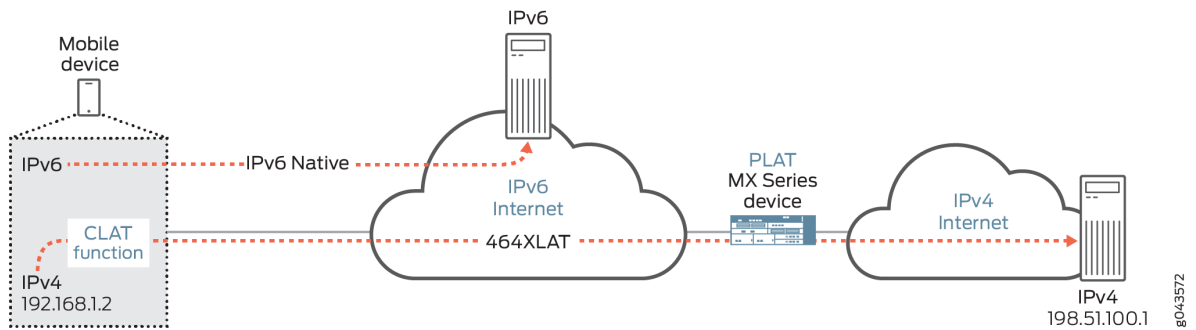 IPv6
Mobile
device
IPv6
IPv6 Native
IPv6
Internet
PLAT
MX Series
device
IPv4
Internet
CLAT
function
464XLAT
IPv4
192.168.1.2
IPv4
198.51.100.1
g043572